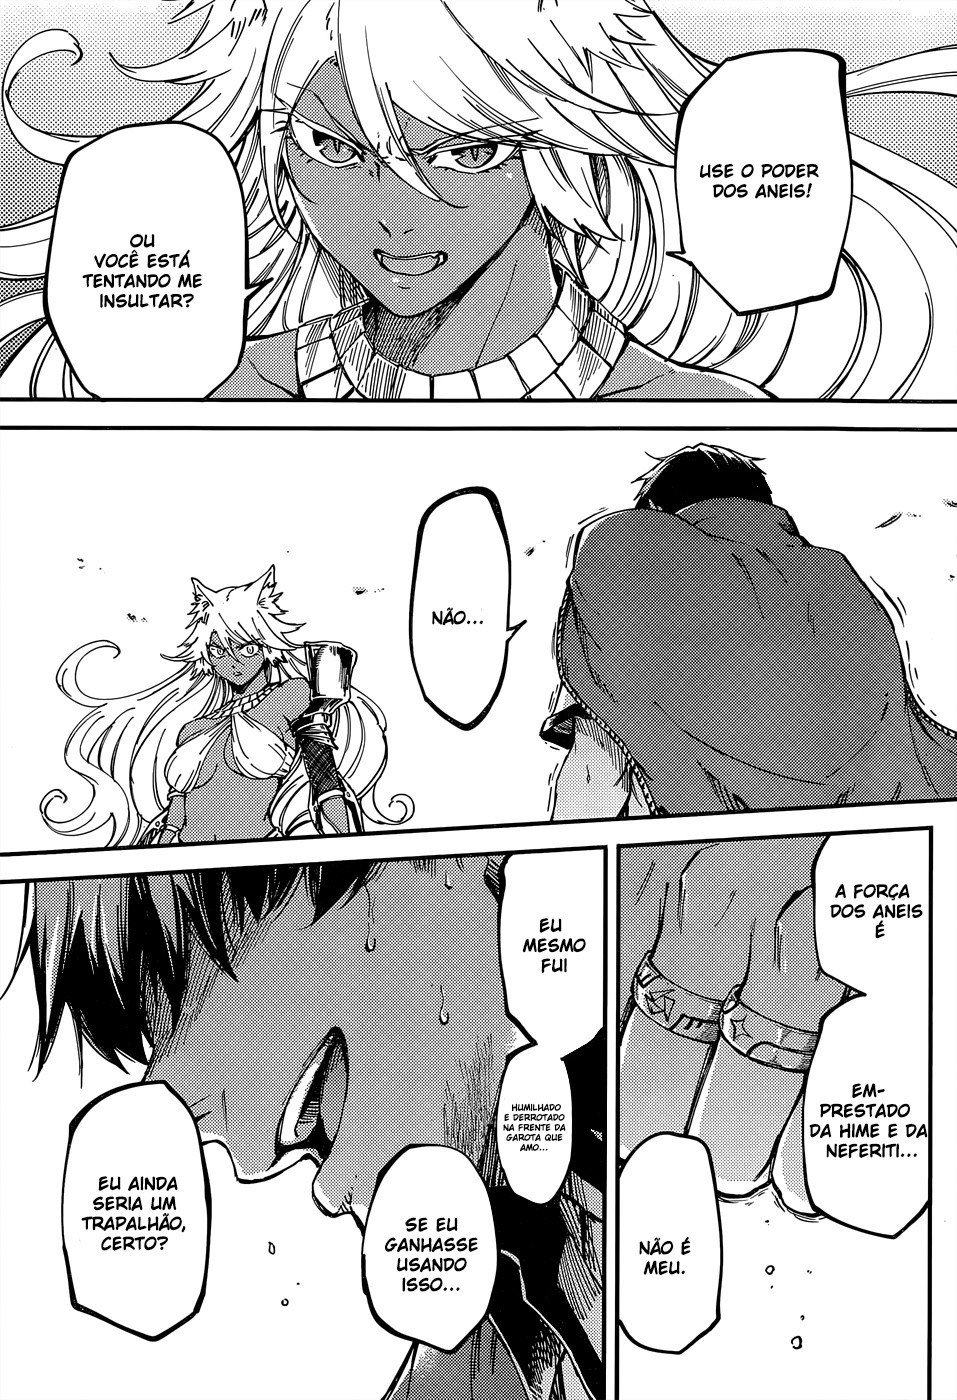 USE O PODER
DOS ANEIS!
OU
VOCÊ ESTÁ
TENTANDO ME
INSULTAR?
NÃO...
A FORÇA
DOS ANEIS
É
EM-
PRESTADO
DA HIME E DA
NEFERITI...
NÃO É
MEU.
EU
MESMO
FUI
HUMILHADO
E DERROTADO
NA FRENTE DA
GAROTA QUE
AMO...
SE EU
GANHASSE
USANDO
ISSO...
EU AINDA
SERIA UM
TRAPALHÃO,
CERTO?